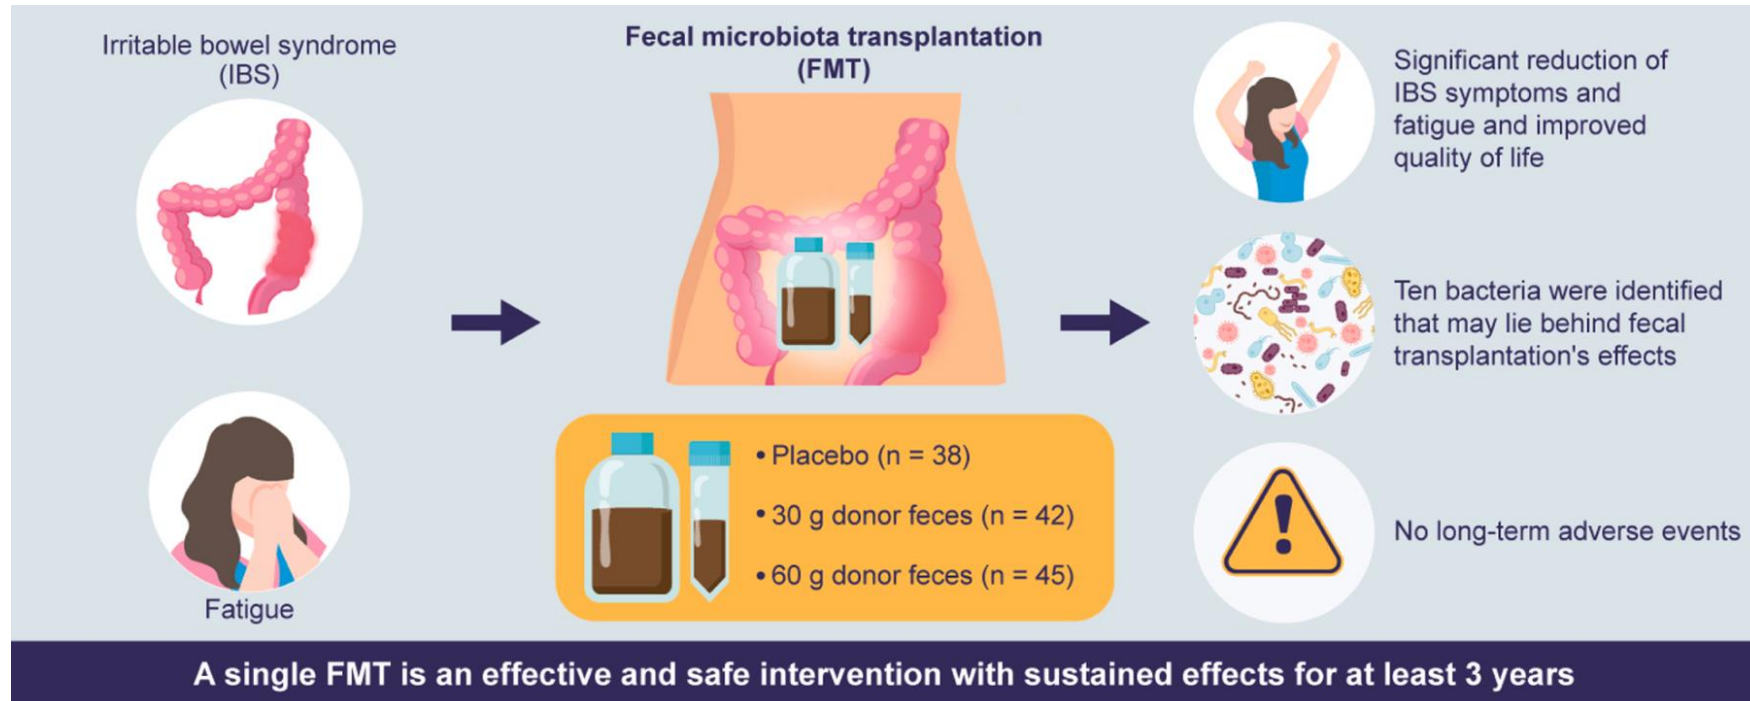 Irritable bowel syndrome
(IBS)
Fatigue
Fecal microbiota transplantation
(FMT)
• Placebo (n = 38)
• 30 g donor feces (n = 42)
• 60 g donor feces (n = 45)
Significant reduction of
IBS symptoms and
fatigue and improved
quality of life
Ten bacteria were identified
that may lie behind fecal
transplantation's effects
No long-term adverse events
A single FMT is an effective and safe intervention with sustained effects for at least 3 years